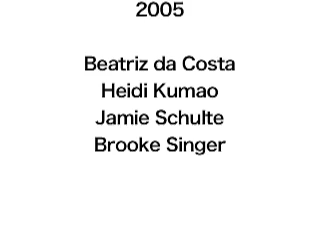 2005
Beatriz da Costa
Heidi Kumao
Jamie Schulte
Brooke Singer